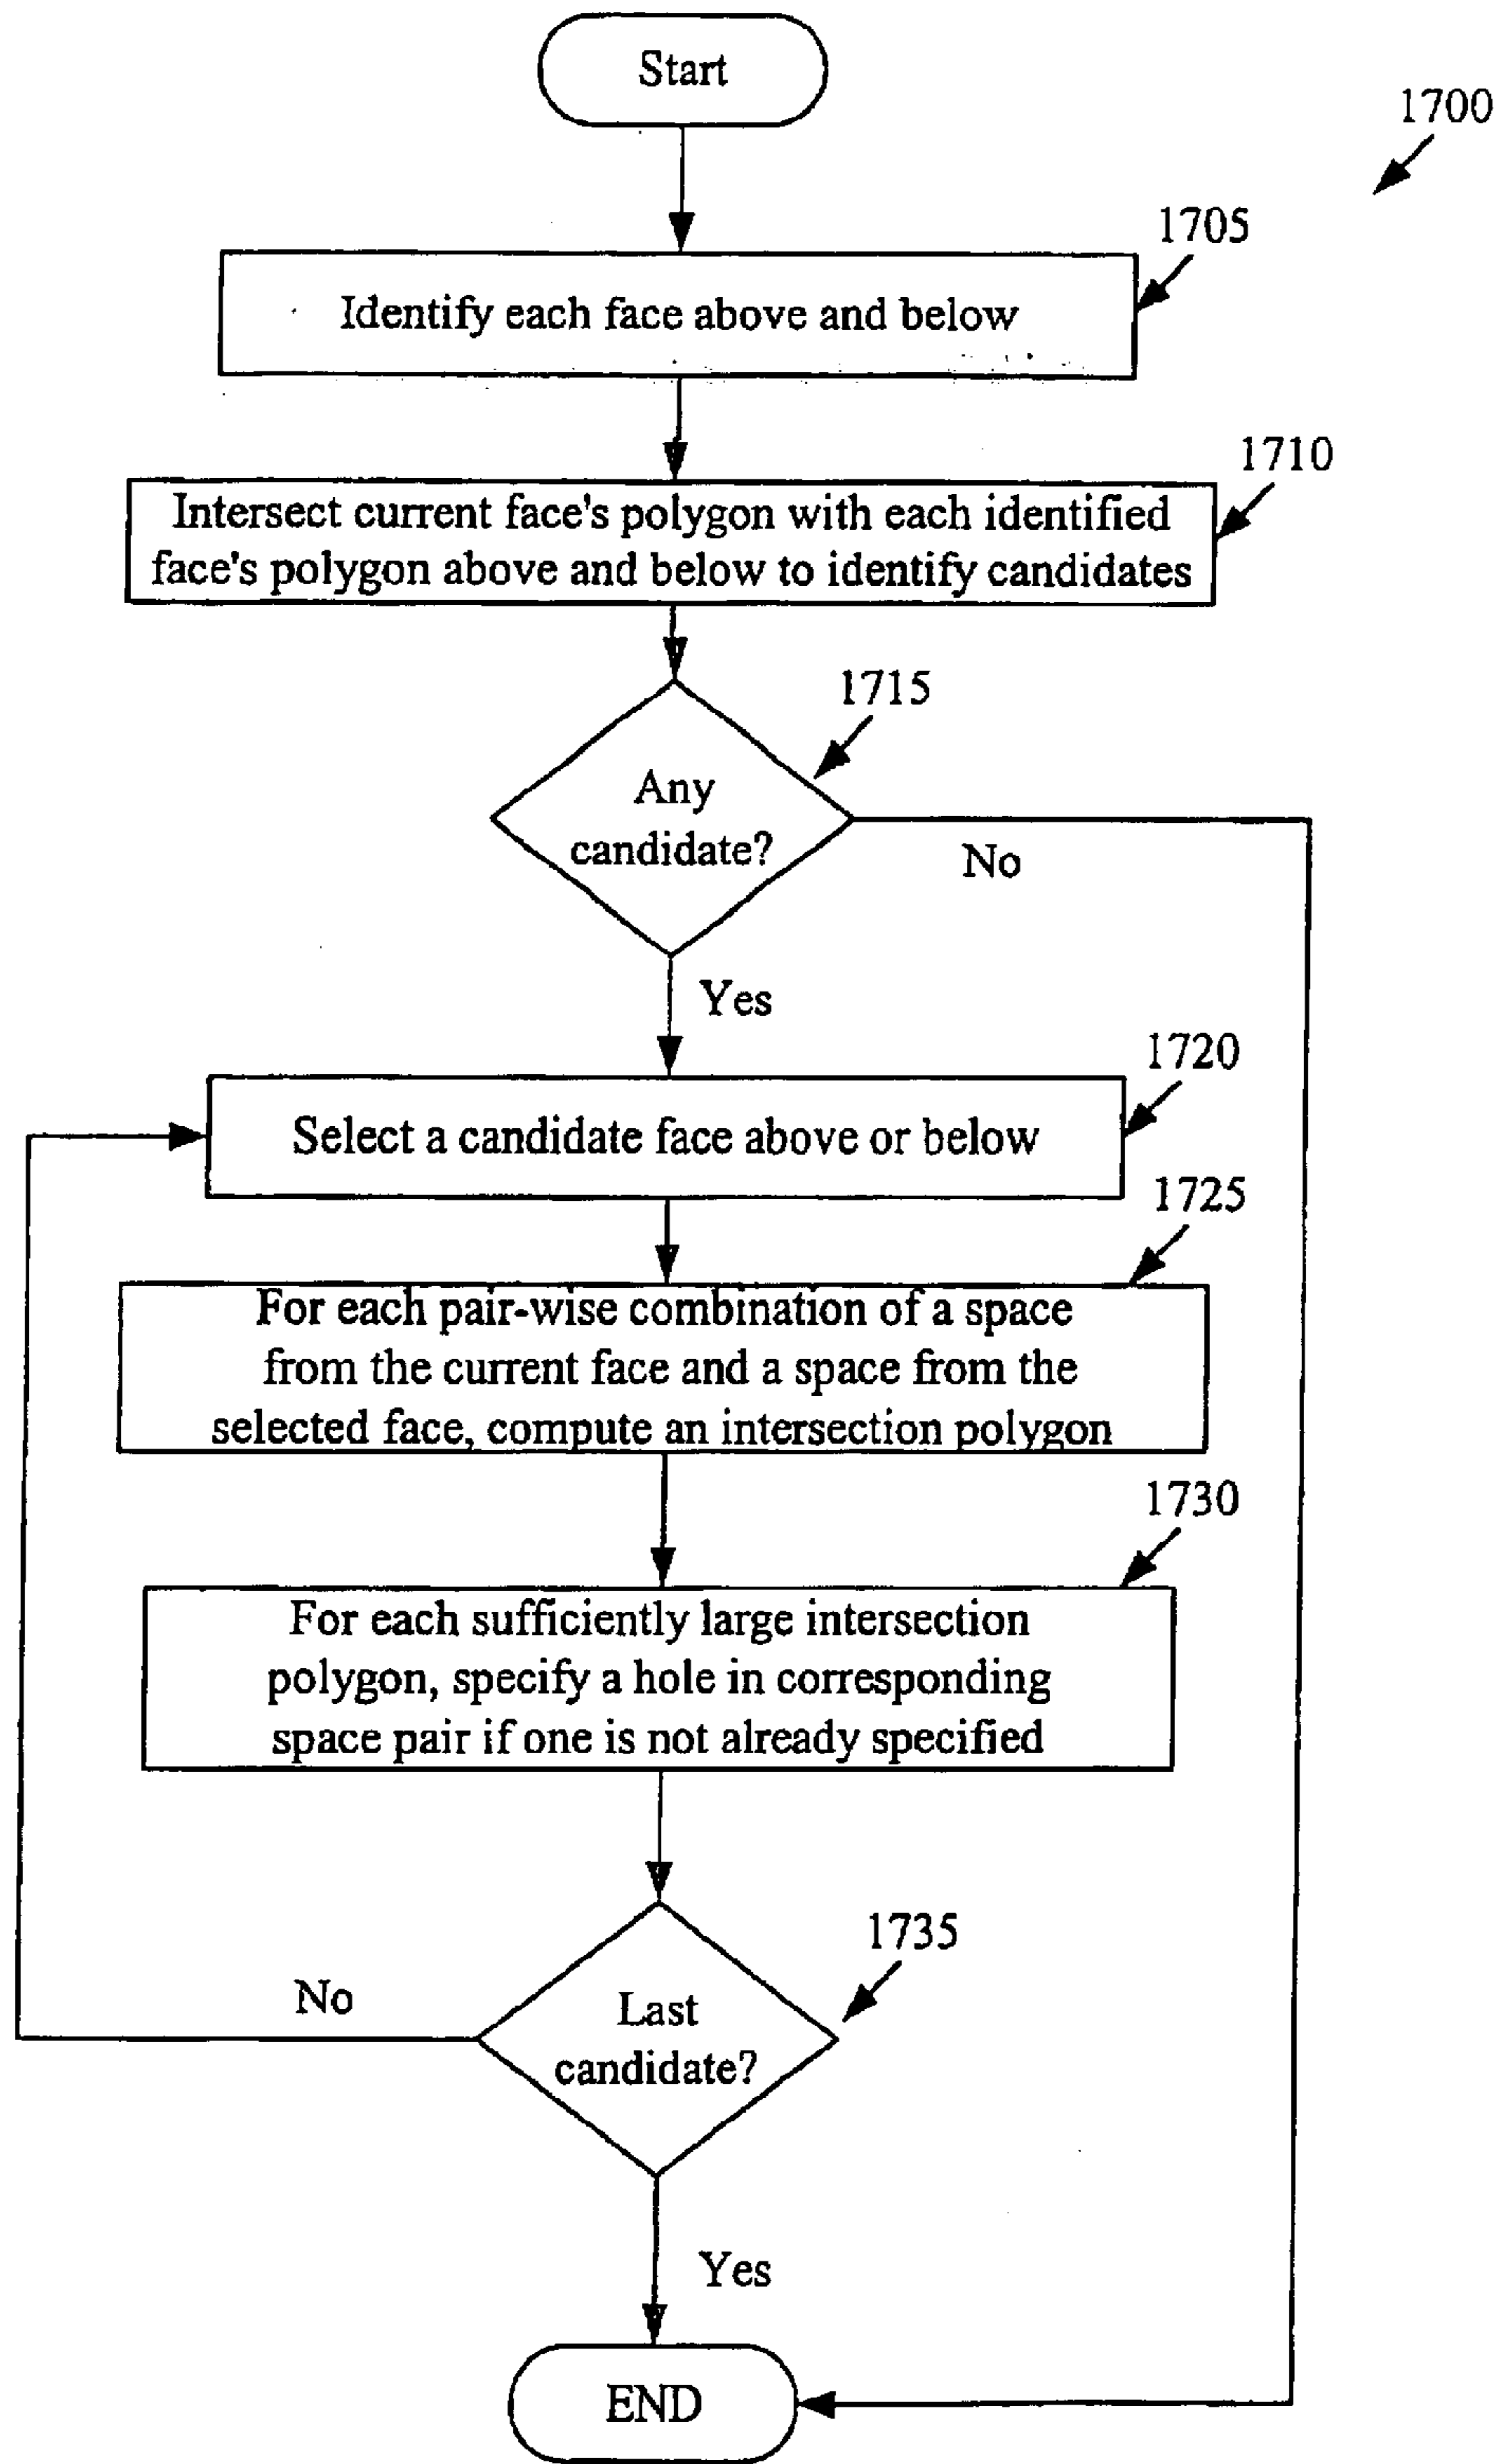 Start
1700
1705
Identify each face above and below
1710
Intersect current face's polygon with each identified
face's polygon above and below to identify candidates
1715
Any
candidate?
No
Yes
1720
Select a candidate face above or below
1725
For each pair-wise combination of a space
from the current face and a space from the
selected face, compute an intersection polygon
1730
For each sufficiently large intersection
polygon, specify a hole in corresponding
space pair if one is not already specified
1735
No
Last
candidate?
Yes
END